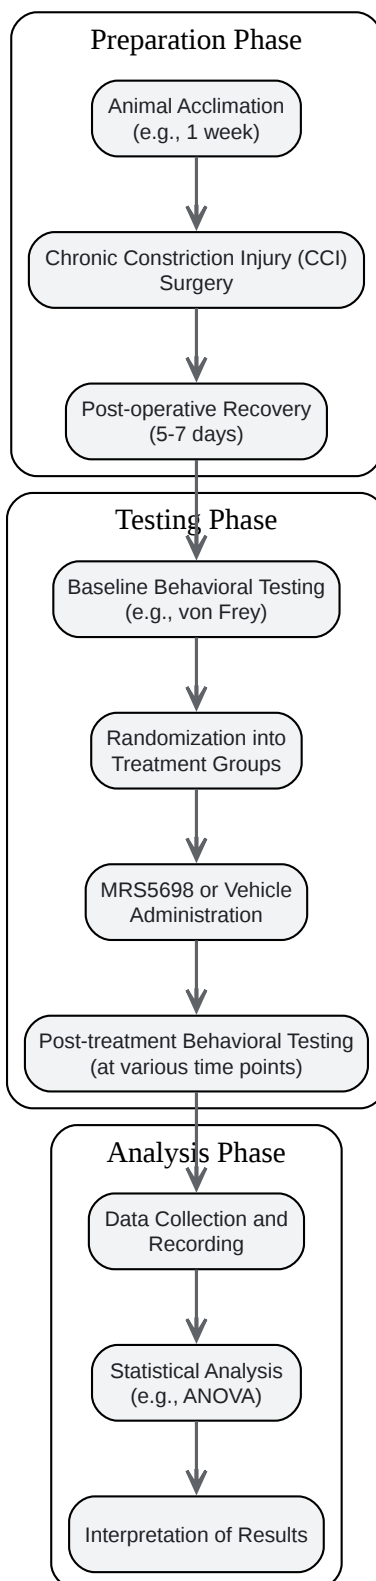 Preparation Phase
Animal Acclimation
(e.g., 1 week)
Chronic Constriction Injury (CCI)
Surgery
Post-operative Recovery
(5-7 days)
Testing Phase
Baseline Behavioral Testing
(e.g., von Frey)
Randomization into
Treatment Groups
MRS5698 or Vehicle
Administration
Post-treatment Behavioral Testing
(at various time points)
Analysis Phase
Data Collection and
Recording
Statistical Analysis
(e.g., ANOVA)
Interpretation of Results